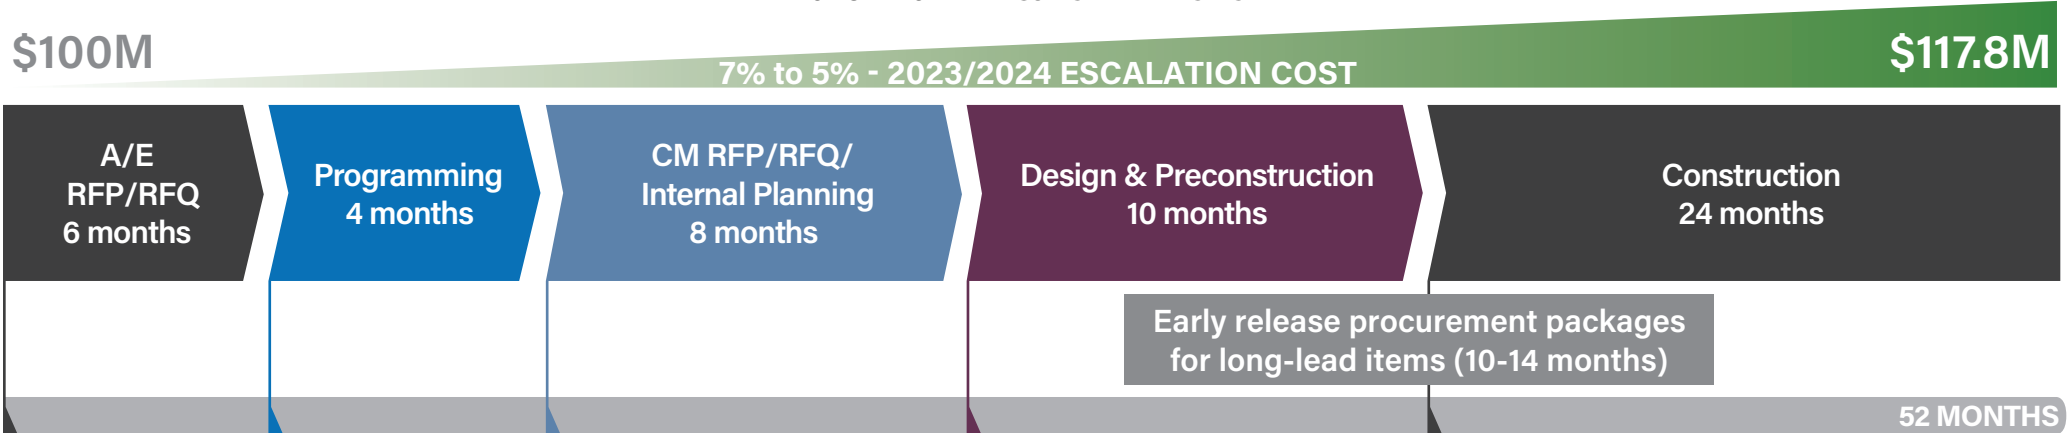 $100M
$117.8M
7% to 5% - 2023/2024 ESCALATION COST
A/E
RFP/RFQ
6 months
Programming
4 months
CM RFP/RFQ/
Internal Planning
8 months
Design & Preconstruction
10 months
Construction
24 months
Early release procurement packages
for long-lead items (10-14 months)
52 MONTHS